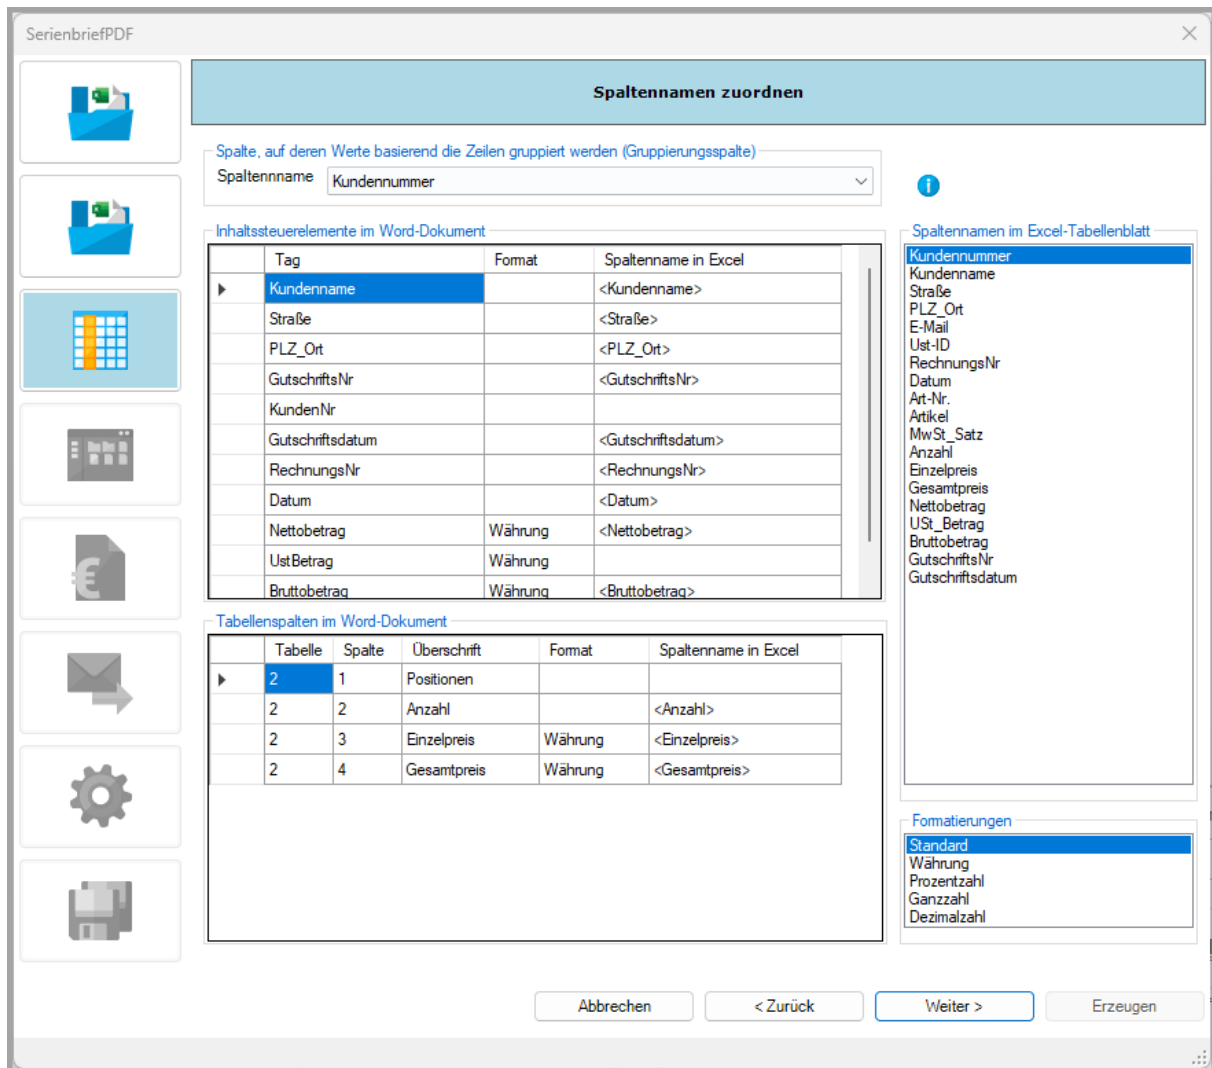 SerienbriefPDF
Spaltennamen zuordnen
Spalte, auf deren Werte basierend die Zeilen gruppiert werden (Gruppierungsspalte)
Spaltennname Kundennummer
Inhaltssteuerelemente im Word-Dokument
Tag Format Spaltenname in Excel
Kundenname <Kundenname>
Straße <Straße>
PLZ_Ort <PLZ_Ort>
GutschriftsNr <GutschriftsNr>
KundenNr
Gutschriftsdatum <Gutschriftsdatum>
RechnungsNr <RechnungsNr>
Datum <Datum>
Nettobetrag Währung <Nettobetrag>
UstBetrag Währung
Bruttobetrag Währung <Bruttobetrag>
Tabellenspalten im Word-Dokument
Tabelle Spalte Überschrift Format Spaltenname in Excel
2 1 Positionen
2 2 Anzahl <Anzahl>
2 3 Einzelpreis Währung <Einzelpreis>
2 4 Gesamtpreis Währung <Gesamtpreis>
Spaltennamen im Excel-Tabellenblatt
Kundennummer
Kundenname
Straße
PLZ_Ort
E-Mail
Ust-ID
RechnungsNr
Datum
Art-Nr.
Artikel
MwSt_Satz
Anzahl
Einzelpreis
Gesamtpreis
Nettobetrag
USt_Betrag
Bruttobetrag
GutschriftsNr
Gutschriftsdatum
Formatierungen
Standard
Währung
Prozentzahl
Ganzzahl
Dezimalzahl
Abbrechen < Zurück Weiter > Erzeugen